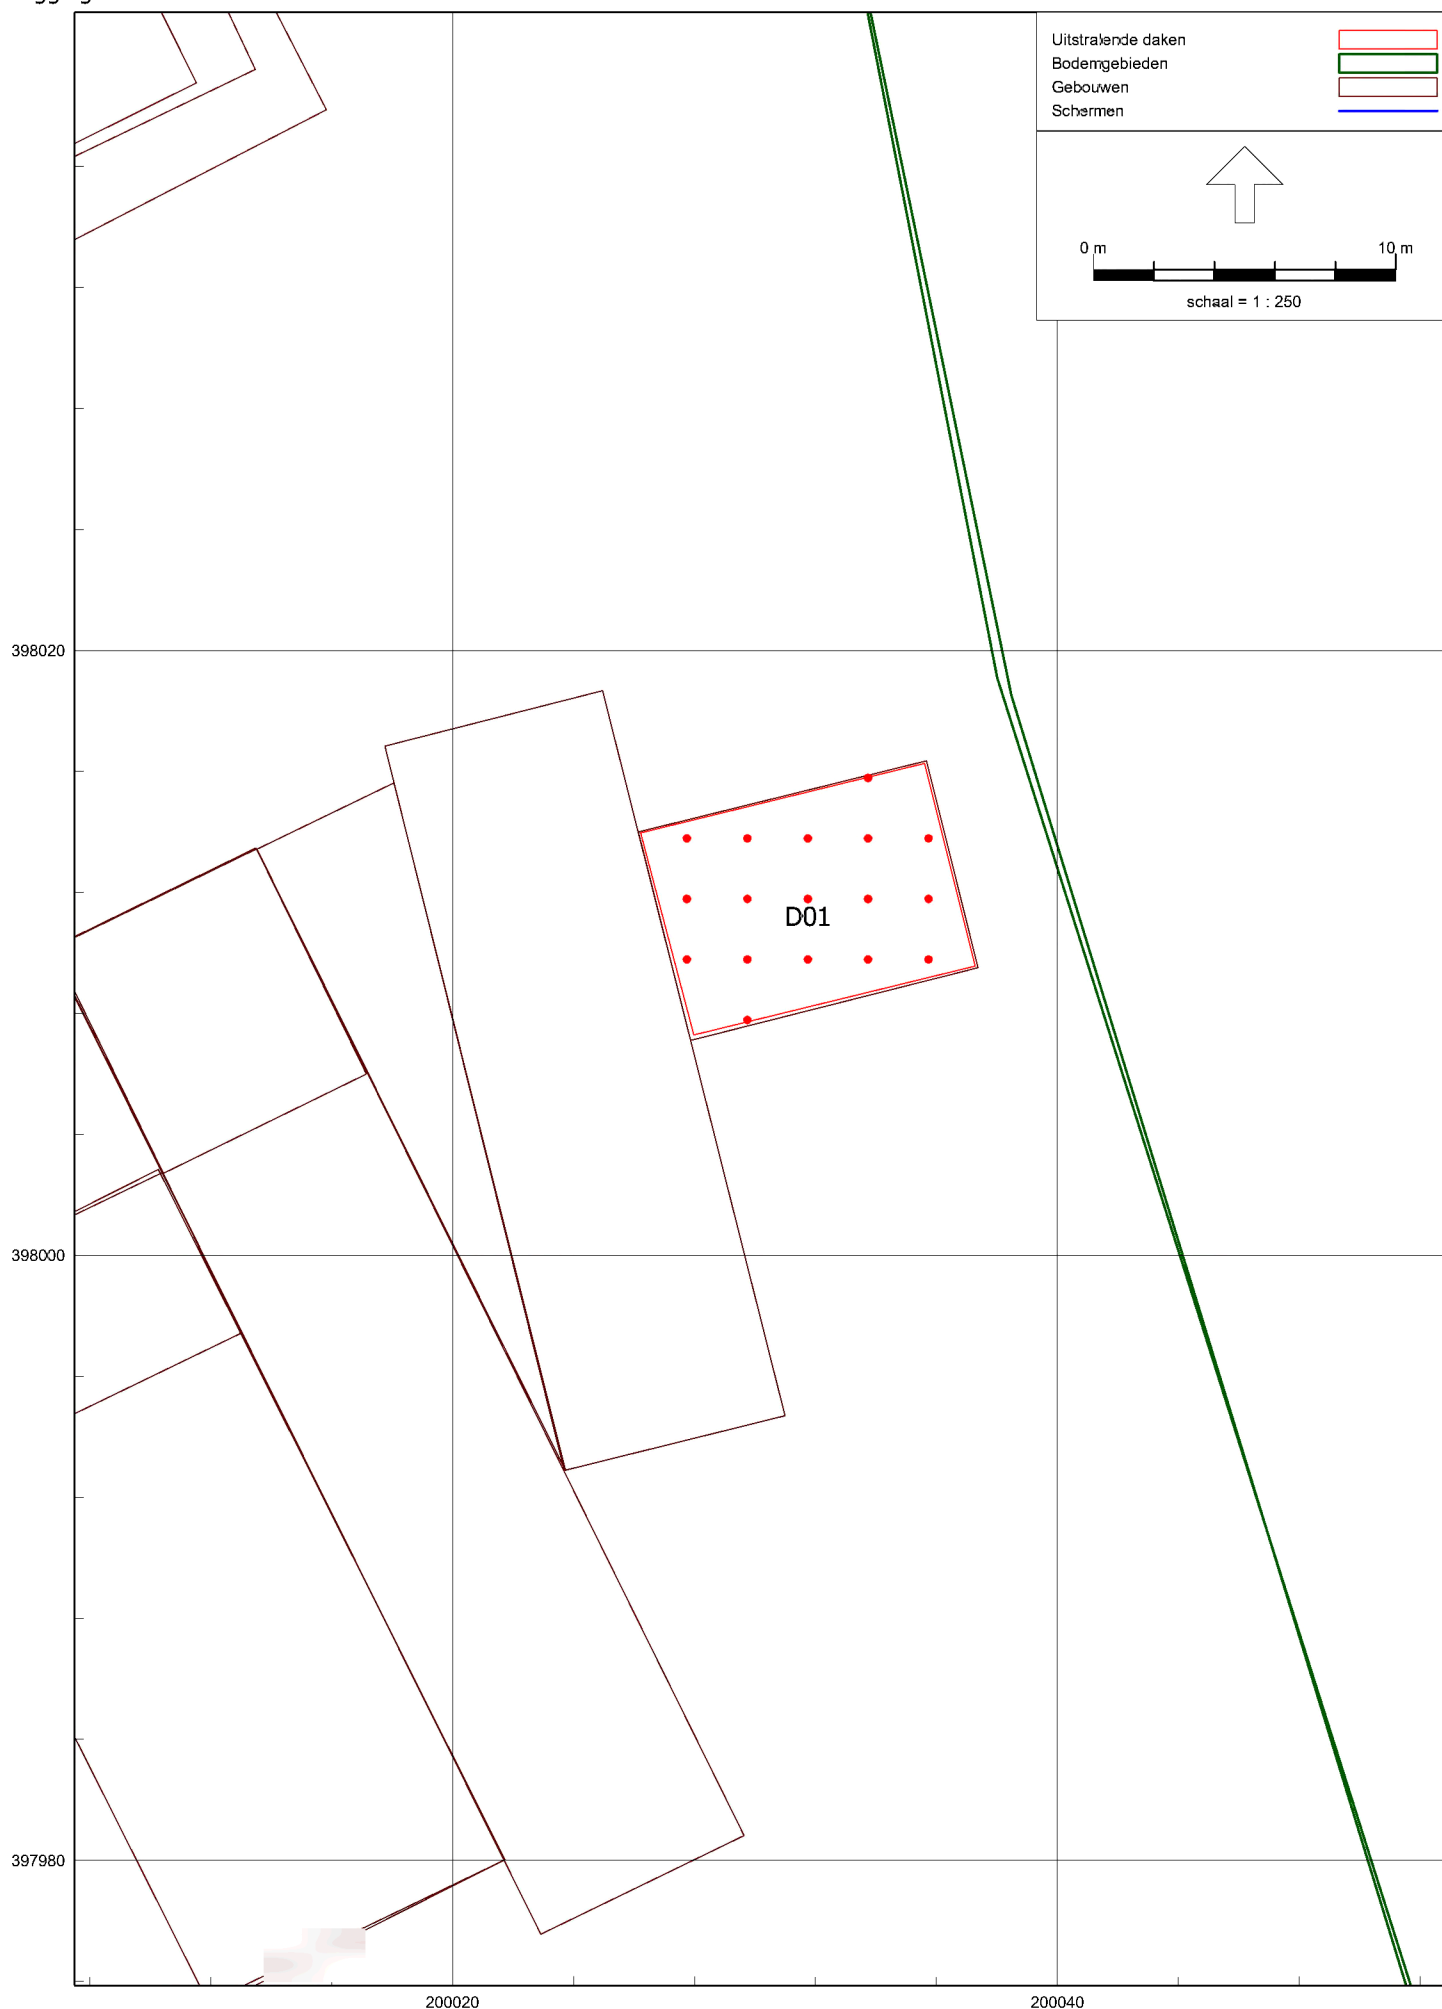 Uitstralende daken
Bodemgebieden
Gebouwen
Schermen
0 m 10 m
schaal = 1 : 250
398020
D01
398000
397980
200020 200040